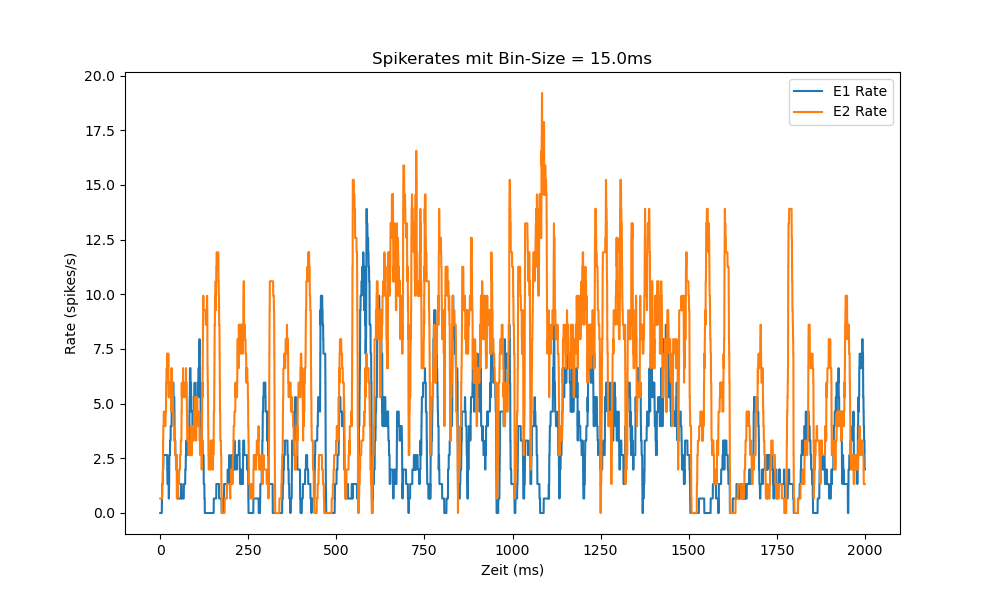 Spikerates mit Bin-Size = 15.0ms
E1 Rate
E2 Rate
Rate (spikes/s)
20.0
17.5
15.0
12.5
10.0
7.5
5.0
2.5
0.0
0 250 500 750 1000 1250 1500 1750 2000
Zeit (ms)